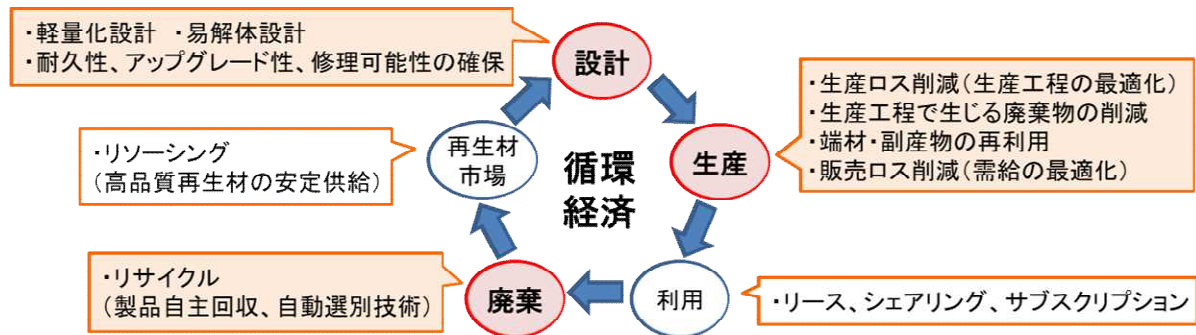 ・軽量化設計 ・易解体設計
・耐久性、アップグレード性、修理可能性の確保
設計
・生産ロス削減(生産工程の最適化)
・生産工程で生じる廃棄物の削減
・端材・副産物の再利用
・販売ロス削減(需給の最適化)
生産
・リソーシング
(高品質再生材の安定供給)
再生材
市場
循環
経済
・リサイクル
(製品自主回収、自動選別技術)
廃棄
利用
・リース、シェアリング、サブスクリプション